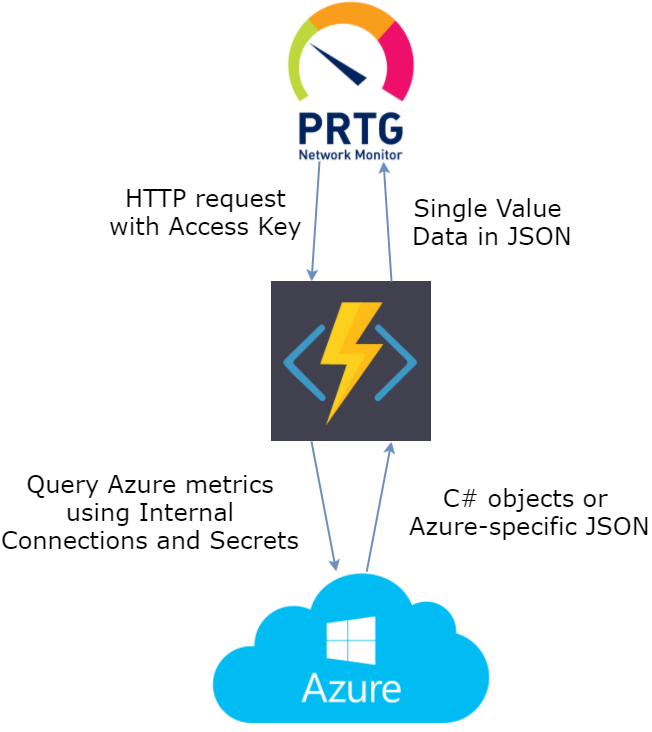 PRTG
Network Monitor
HTTP request
with Access Key
Single Value
Data in JSON
Query Azure metrics
using Internal
Connections and Secrets
C# objects or
Azure-specific JSON
Azure